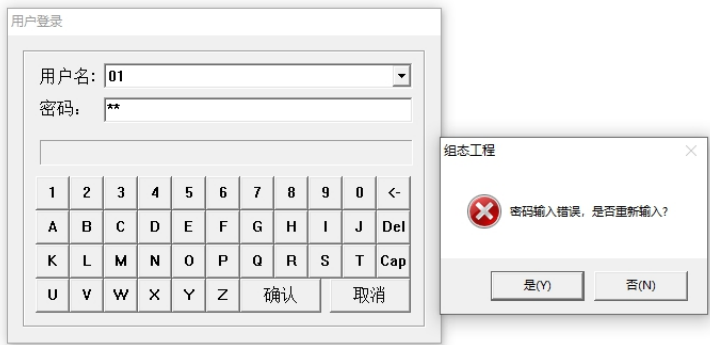 用户登录
用户名: 01
密码: **
1 2 3 4 5 6 7 8 9 0 <-
A B C D E F G H I J Del
K L M N O P Q R S T Cap
U V W X Y Z 确认 取消
组态工程
密码输入错误，是否重新输入?
是(Y) 否(N)